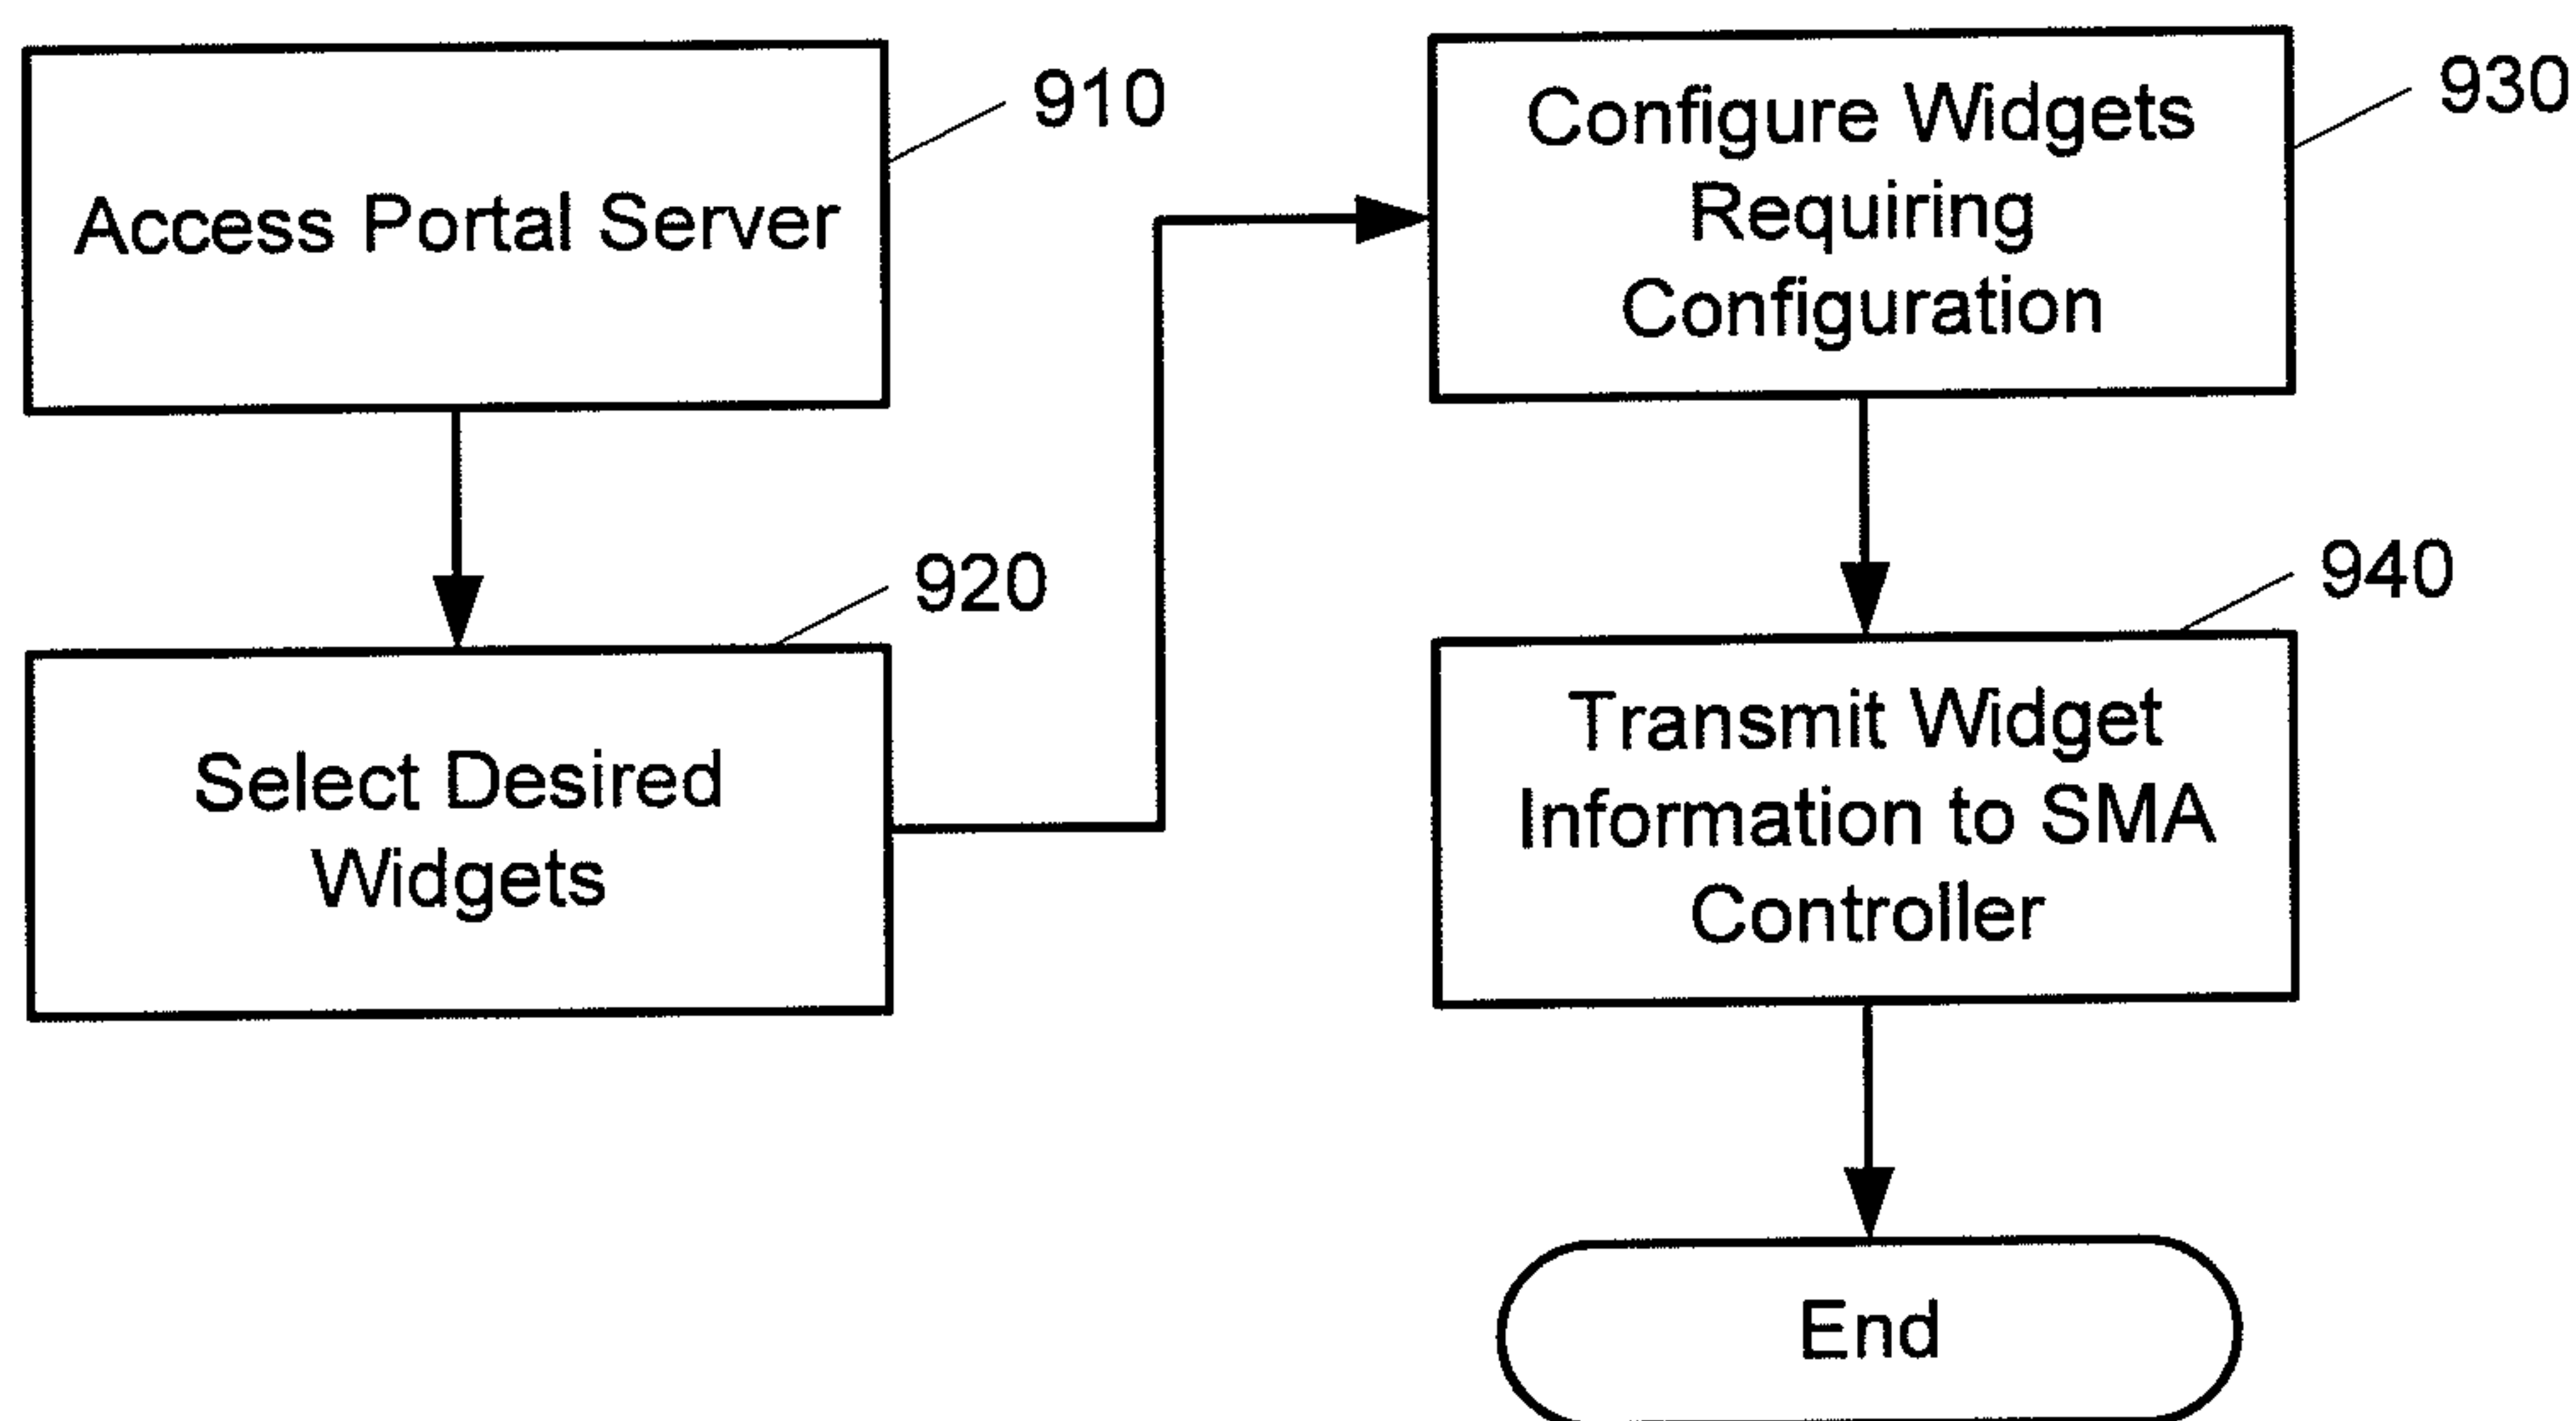 Access Portal Server
910
Select Desired
Widgets
920
Configure Widgets
Requiring
Configuration
930
Transmit Widget
Information to SMA
Controller
940
End